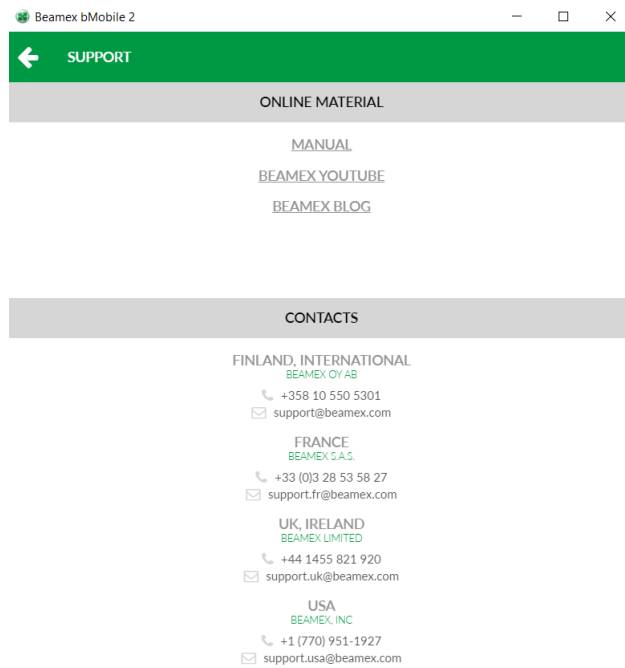 Beamex bMobile 2
SUPPORT
ONLINE MATERIAL
MANUAL
BEAMEX YOUTUBE
BEAMEX BLOG
CONTACTS
FINLAND, INTERNATIONAL
BEAMEX OY AB
+358 10 550 5301
support@beamex.com
FRANCE
BEAMEX S.A.S.
+33 (0)3 28 53 58 27
support.fr@beamex.com
UK, IRELAND
BEAMEX LIMITED
+44 1455 821 920
support.uk@beamex.com
USA
BEAMEX, INC
+1 (770) 951-1927
support.usa@beamex.com